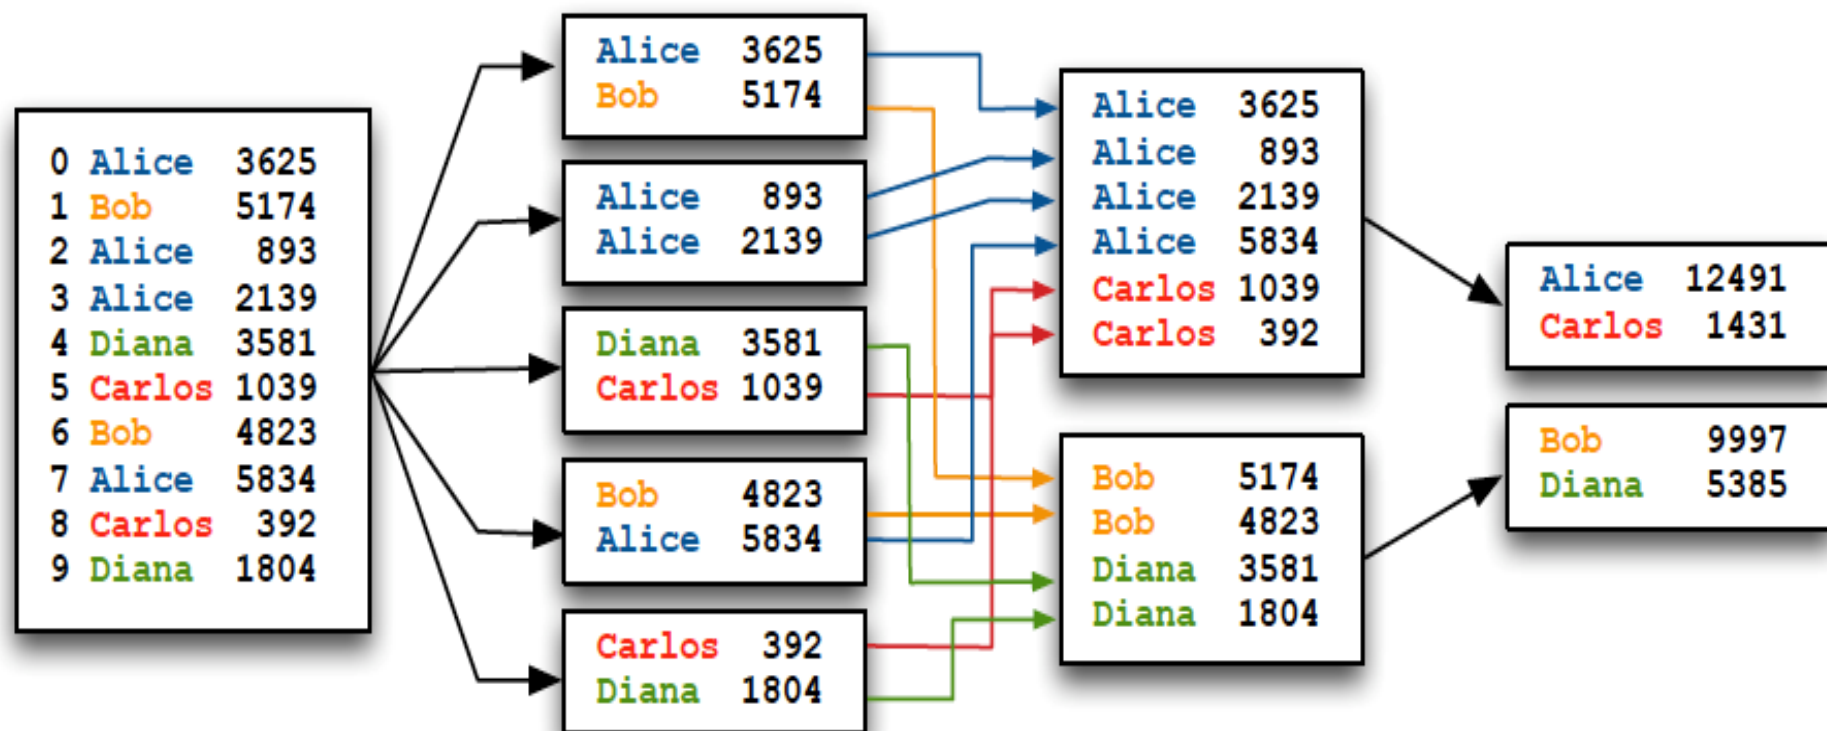 0 Alice 3625
1 Bob 5174
2 Alice 893
3 Alice 2139
4 Diana 3581
5 Carlos 1039
6 Bob 4823
7 Alice 5834
8 Carlos 392
9 Diana 1804
Alice 3625
Bob 5174
Alice 893
Alice 2139
Diana 3581
Carlos 1039
Bob 4823
Alice 5834
Carlos 392
Diana 1804
Alice 3625
Alice 893
Alice 2139
Alice 5834
Carlos 1039
Carlos 392
Bob 5174
Bob 4823
Diana 3581
Diana 1804
Alice 12491
Carlos 1431
Bob 9997
Diana 5385